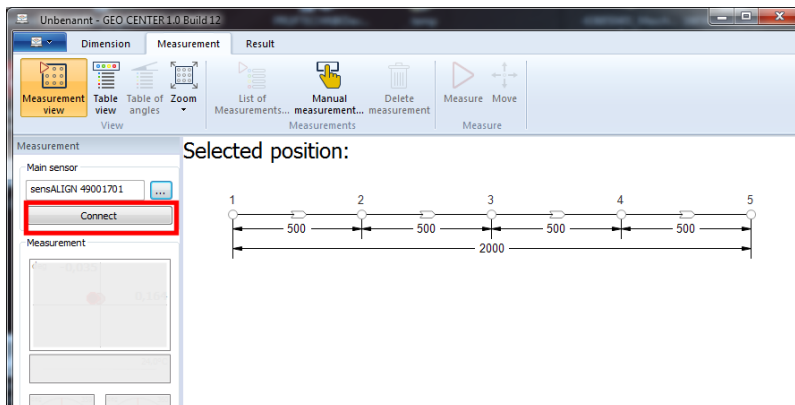 Unbenannt - GEO CENTER 1.0 Build 12
Dimension Measurement Result
Measurement view
Table view
Table of angles
Zoom
List of Measurements...
Manual measurement...
Delete measurement
Measure
Move
View
Measurements
Measure
Measurement
Selected position:
Main sensor
sensALIGN 49001701
...
Connect
Measurement
1 2 3 4 5
500 500 500 500
2000